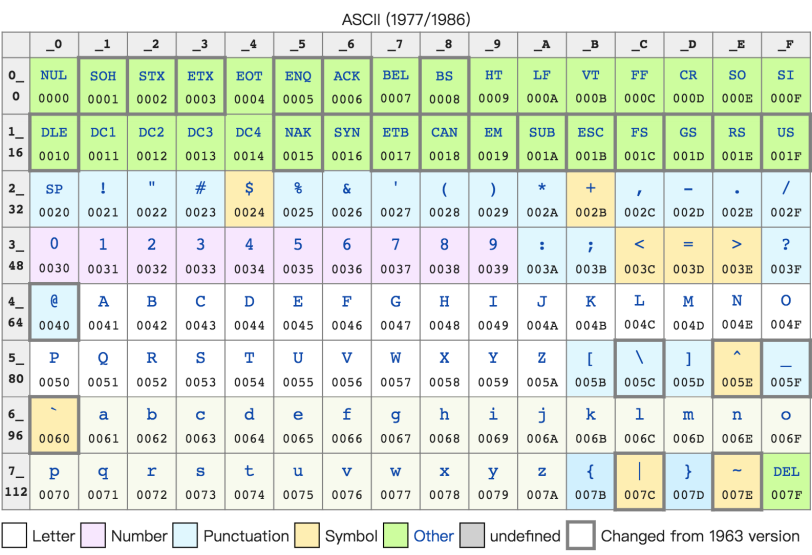 ASCII (1977/1986)
_0 _1 _2 _3 _4 _5 _6 _7 _8 _9 _A _B _C _D _E _F
0_ NUL SOH STX ETX EOT ENQ ACK BEL BS HT LF VT FF CR SO SI
0 0000 0001 0002 0003 0004 0005 0006 0007 0008 0009 000A 000B 000C 000D 000E 000F
1_ DLE DC1 DC2 DC3 DC4 NAK SYN ETB CAN EM SUB ESC FS GS RS US
16 0010 0011 0012 0013 0014 0015 0016 0017 0018 0019 001A 001B 001C 001D 001E 001F
2_ SP ! " # $ % & ' ( ) * + , - . /
32 0020 0021 0022 0023 0024 0025 0026 0027 0028 0029 002A 002B 002C 002D 002E 002F
3_ 0 1 2 3 4 5 6 7 8 9 : ; < = > ?
48 0030 0031 0032 0033 0034 0035 0036 0037 0038 0039 003A 003B 003C 003D 003E 003F
4_ @ A B C D E F G H I J K L M N O
64 0040 0041 0042 0043 0044 0045 0046 0047 0048 0049 004A 004B 004C 004D 004E 004F
5_ P Q R S T U V W X Y Z [ \ ] ^ _
80 0050 0051 0052 0053 0054 0055 0056 0057 0058 0059 005A 005B 005C 005D 005E 005F
6_ ` a b c d e f g h i j k l m n o
96 0060 0061 0062 0063 0064 0065 0066 0067 0068 0069 006A 006B 006C 006D 006E 006F
7_ p q r s t u v w x y z { | } ~ DEL
112 0070 0071 0072 0073 0074 0075 0076 0077 0078 0079 007A 007B 007C 007D 007E 007F
Letter Number Punctuation Symbol Other undefined Changed from 1963 version